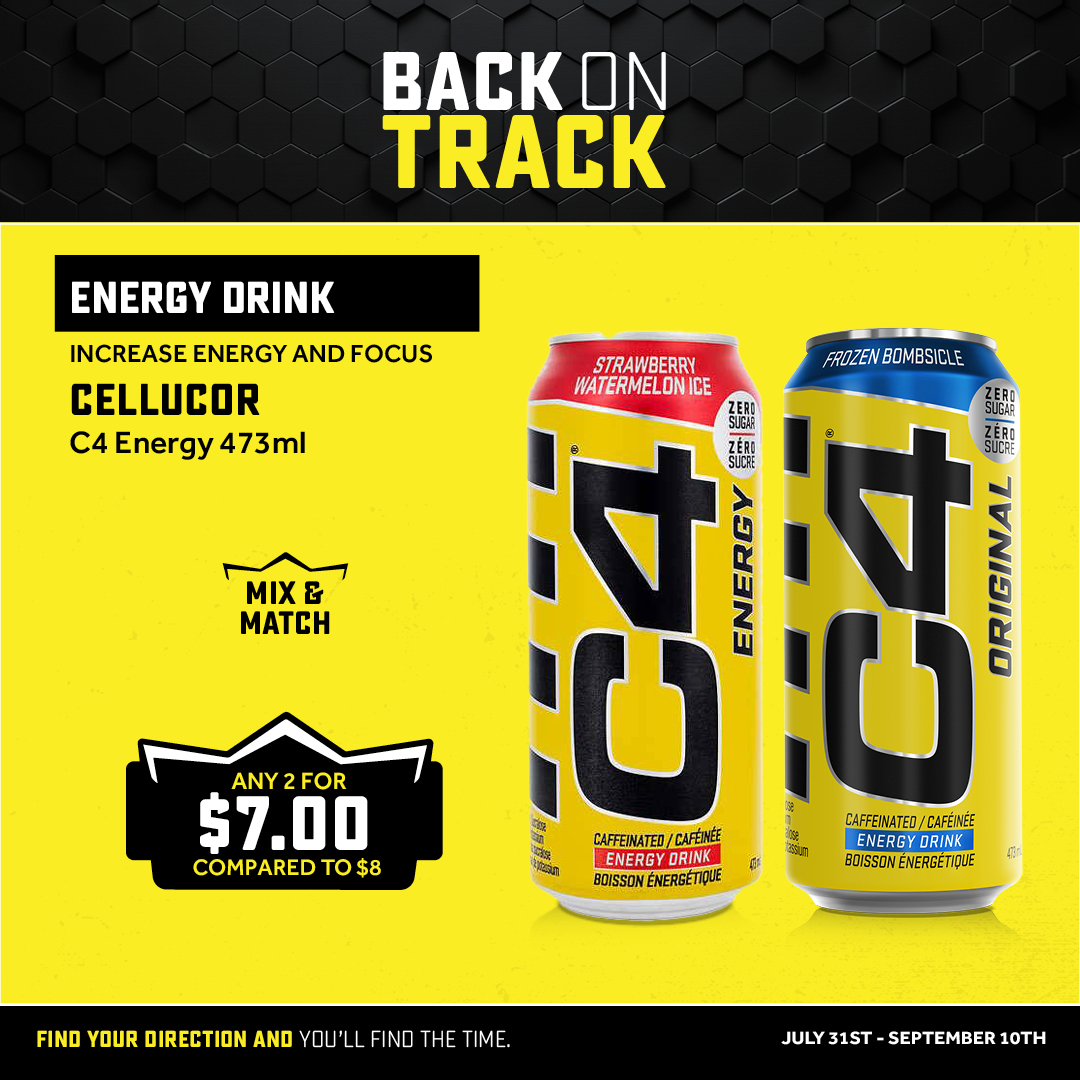 BACK ON
TRACK
ENERGY DRINK
INCREASE ENERGY AND FOCUS
CELLUCOR
C4 Energy 473ml
MIX &
MATCH
ANY 2 FOR
$7.00
COMPARED TO $8
STRAWBERRY
WATERMELON ICE
ZERO
SUGAR
ZÉRO
SUCRE
C4
®
ENERGY
CAFFEINATED / CAFÉINÉE
ENERGY DRINK
BOISSON ÉNERGÉTIQUE
FROZEN BOMBSICLE
ZERO
SUGAR
ZÉRO
SUCRE
C4
®
ORIGINAL
CAFFEINATED / CAFÉINÉE
ENERGY DRINK
BOISSON ÉNERGÉTIQUE
FIND YOUR DIRECTION AND YOU'LL FIND THE TIME.
JULY 31ST - SEPTEMBER 10TH